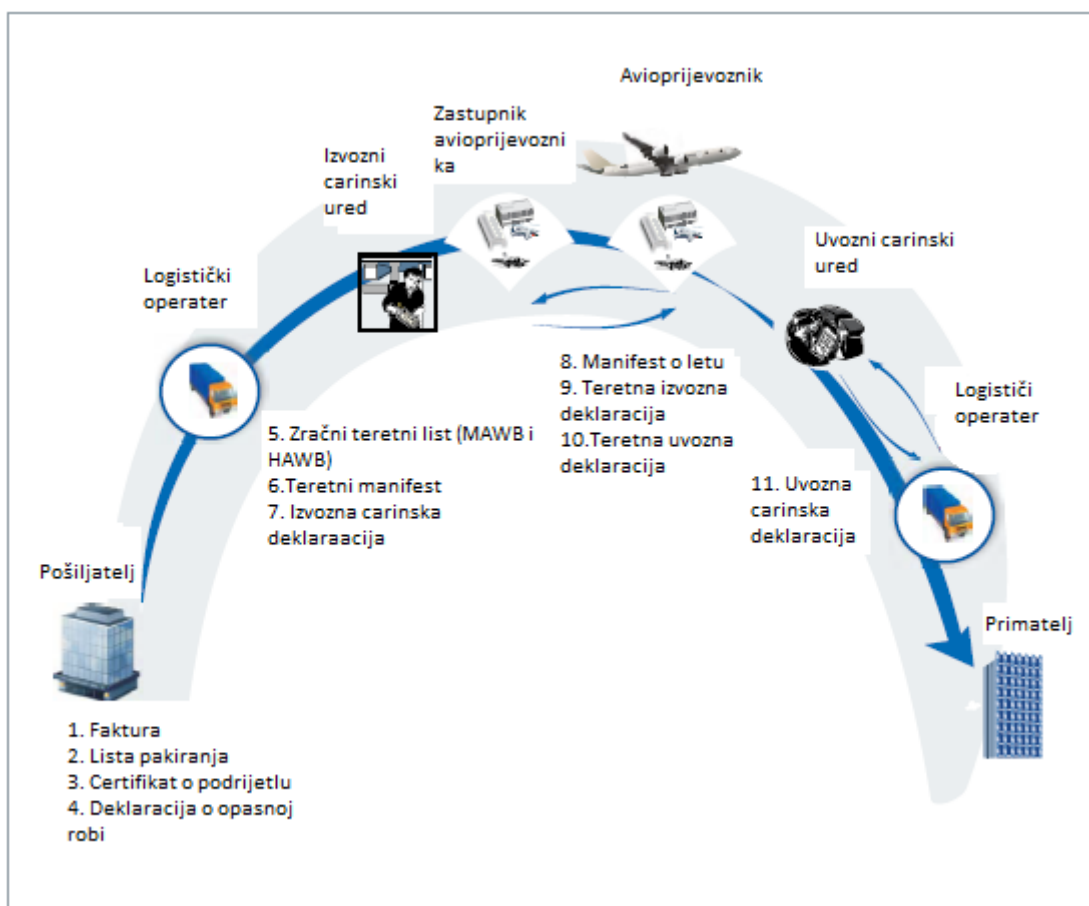 Avioprijevoznik
Zastupnik
avioprijevozni
ka
Izvozni
carinski
ured
Uvozni carinski
ured
Logistički
operater
8. Manifest o letu
9. Teretna izvozna
deklaracija
10.Teretna uvozna
deklaracija
Logističi
operater
5. Zračni teretni list (MAWB i
HAWB)
6.Teretni manifest
7. Izvozna carinska
deklaraacija
11. Uvozna
carinska
deklaracija
Pošiljatelj
Primatelj
1. Faktura
2. Lista pakiranja
3. Certifikat o podrijetlu
4. Deklaracija o opasnoj
robi